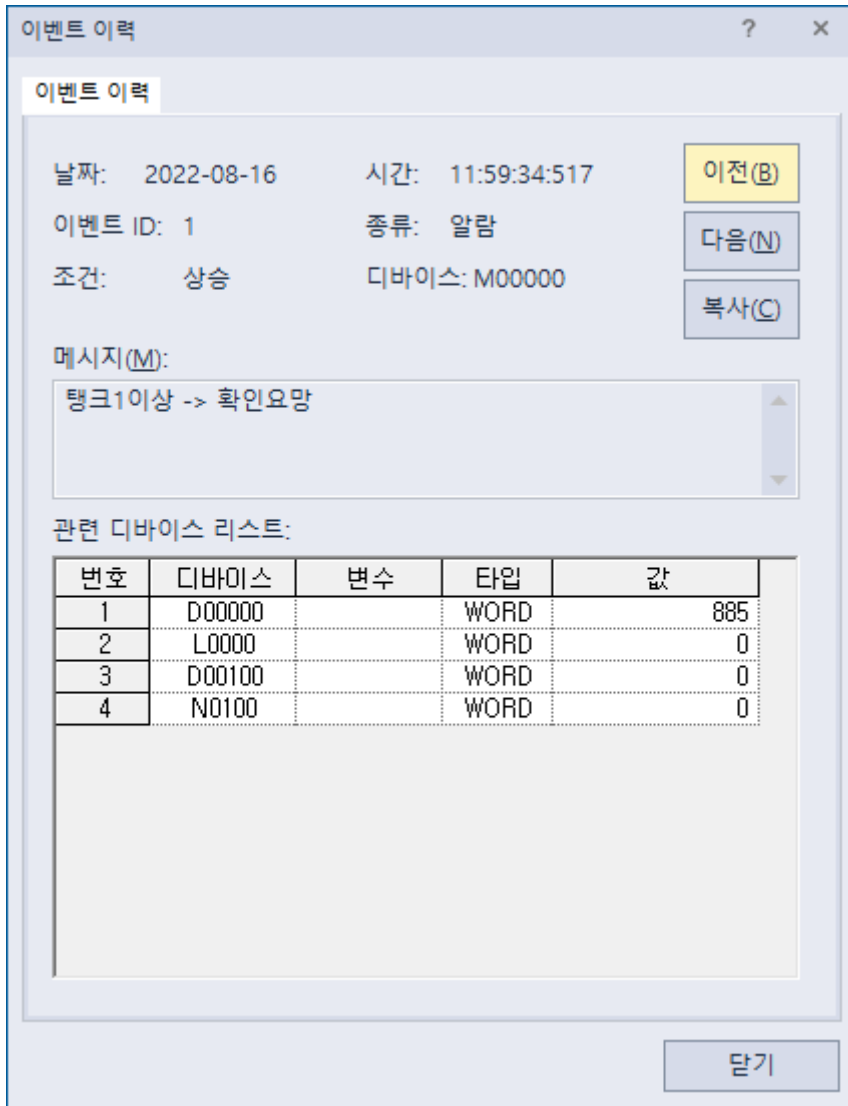 이벤트 이력 ? ×
이벤트 이력
날짜: 2022-08-16 시간: 11:59:34:517 이전(B)
이벤트 ID: 1 종류: 알람 다음(N)
조건: 상승 디바이스: M00000 복사(C)
메시지(M):
탱크1이상 -> 확인요망
관련 디바이스 리스트:
번호 디바이스 변수 타입 값
1 D00000 WORD 885
2 L0000 WORD 0
3 D00100 WORD 0
4 N0100 WORD 0
닫기